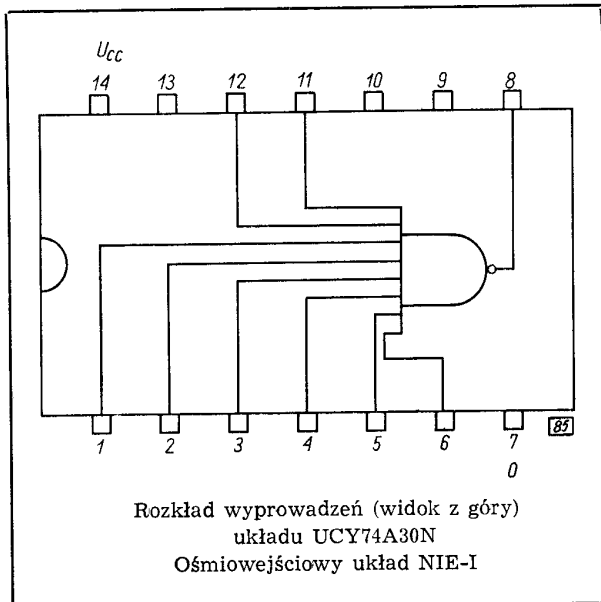 Ucc
14 13 12 11 10 9 8
1 2 3 4 5 6 7
85
0
Rozkład wyprowadzeń (widok z góry)
układu UCY74A30N
Ośmiowejściowy układ NIE-I